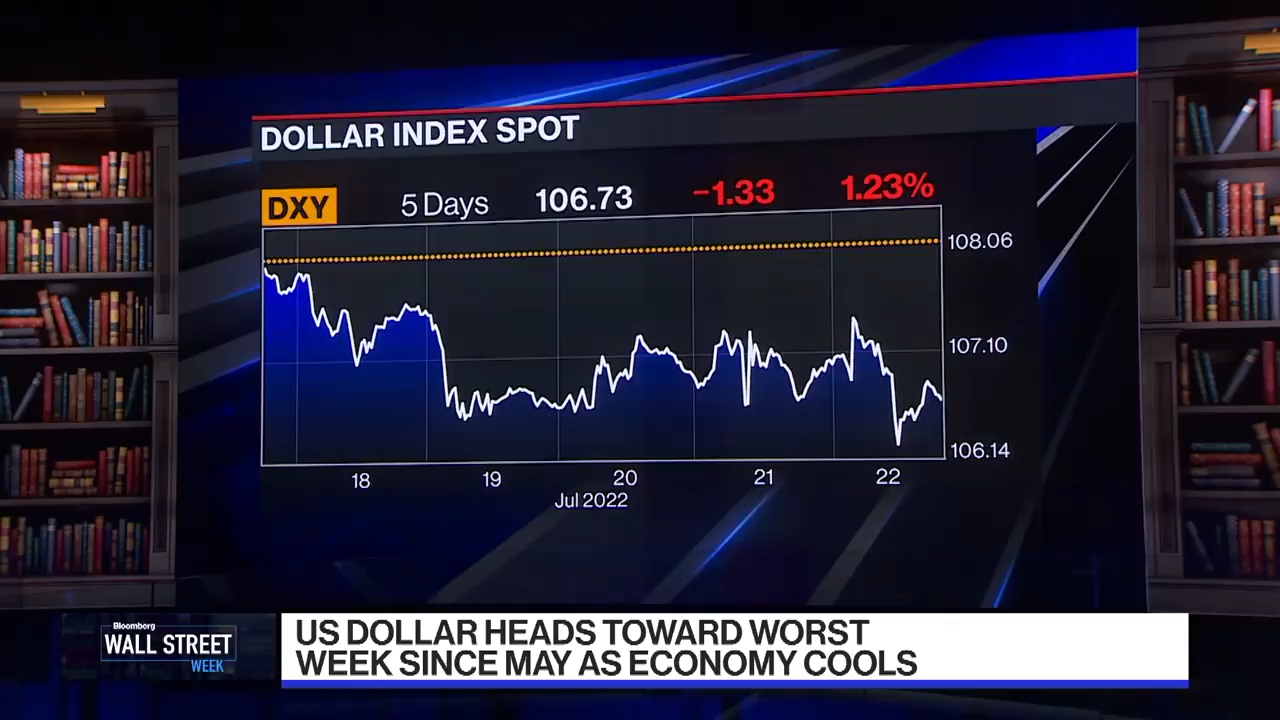 DOLLAR INDEX SPOT
DXY 5 Days 106.73 −1.33 1.23%
108.06
107.10
106.14
18 19 20 21 22
Jul 2022
Bloomberg
WALL STREET
WEEK
US DOLLAR HEADS TOWARD WORST
WEEK SINCE MAY AS ECONOMY COOLS